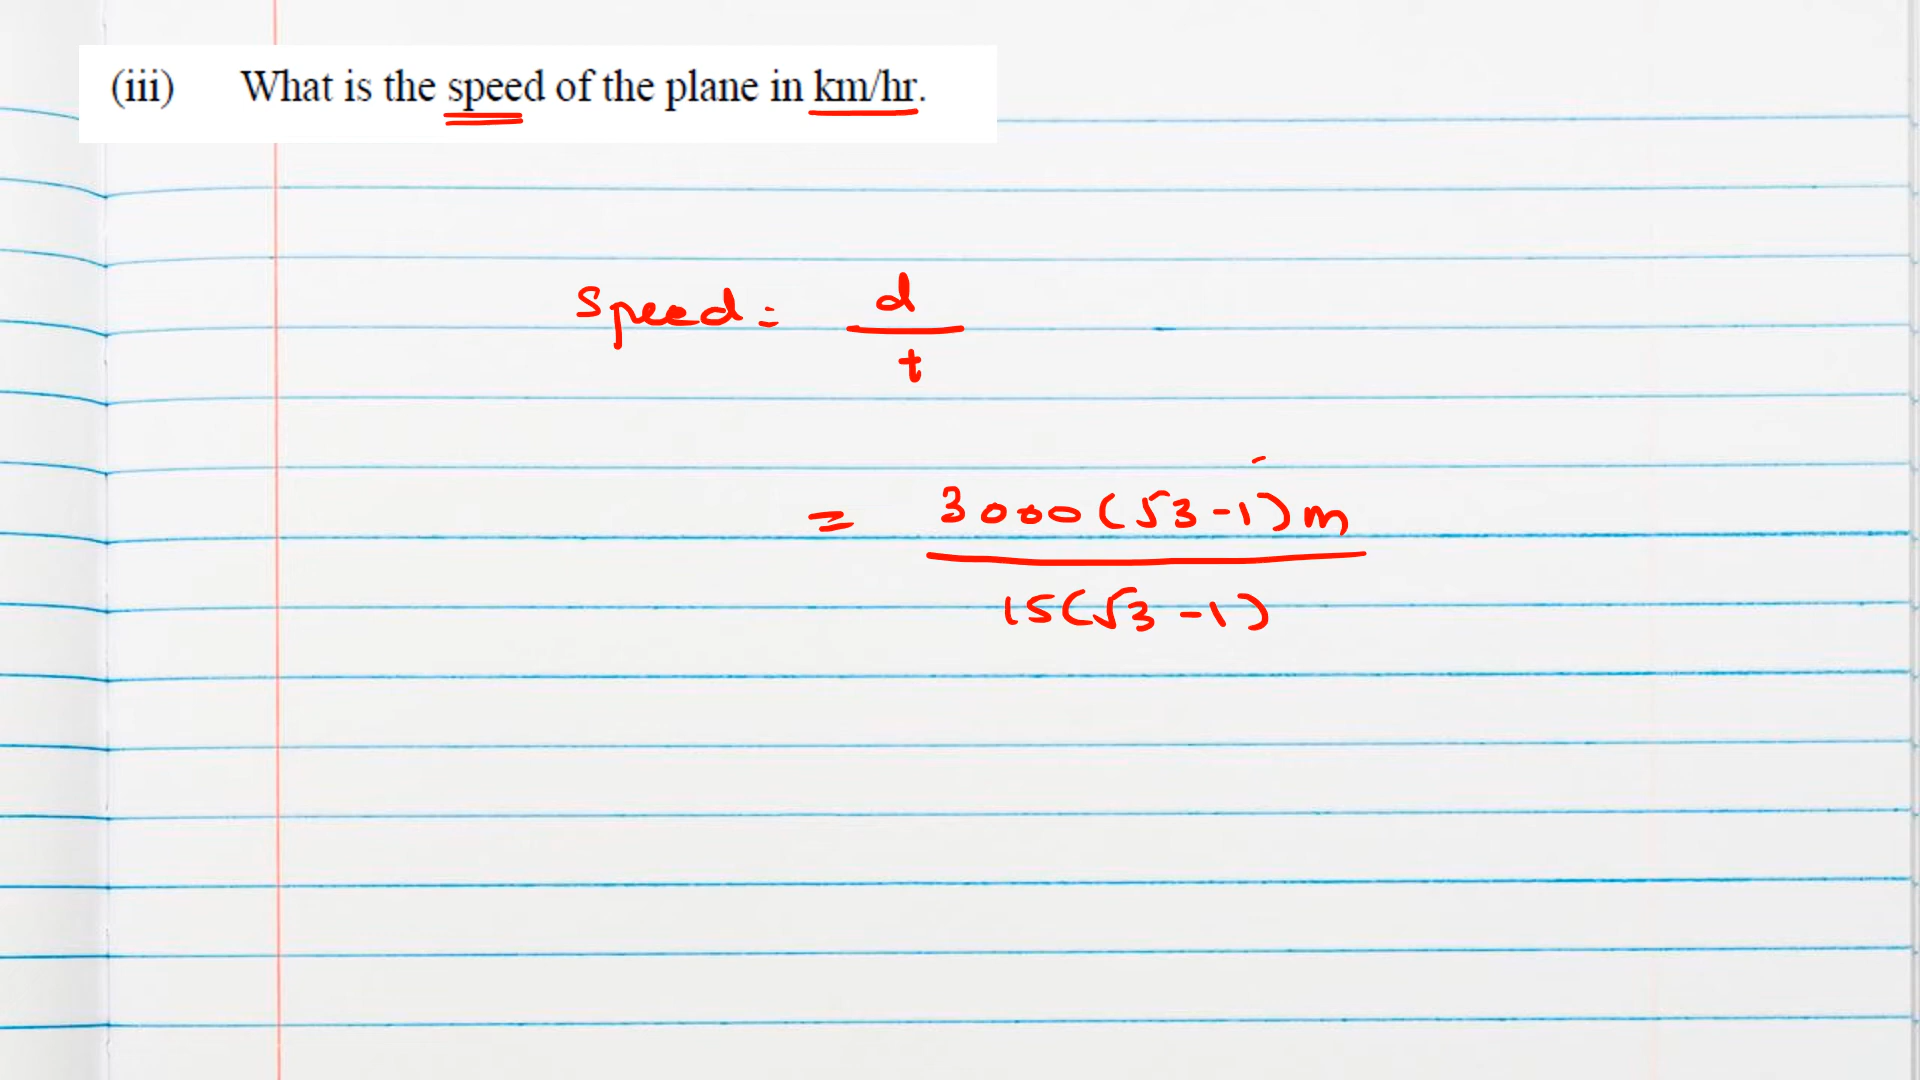 (iii) What is the speed of the plane in km/hr.
Speed = d / t
= 3000(√3-1)m / 15(√3-1)